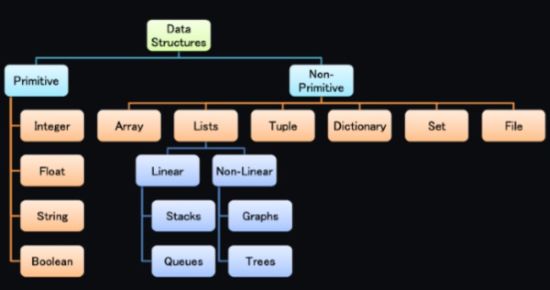 Data
Structures
Primitive
Non-
Primitive
Integer
Array
Lists
Tuple
Dictionary
Set
File
Float
Linear
Non-Linear
String
Stacks
Graphs
Boolean
Queues
Trees